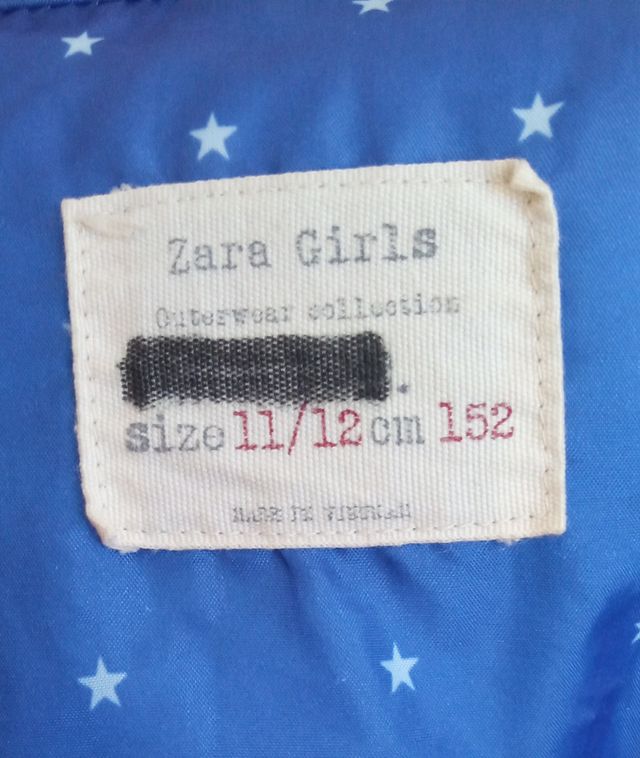 Zara Girls
Outerwear collection
.
size 11/12 cm 152
MADE IN VIETNAM